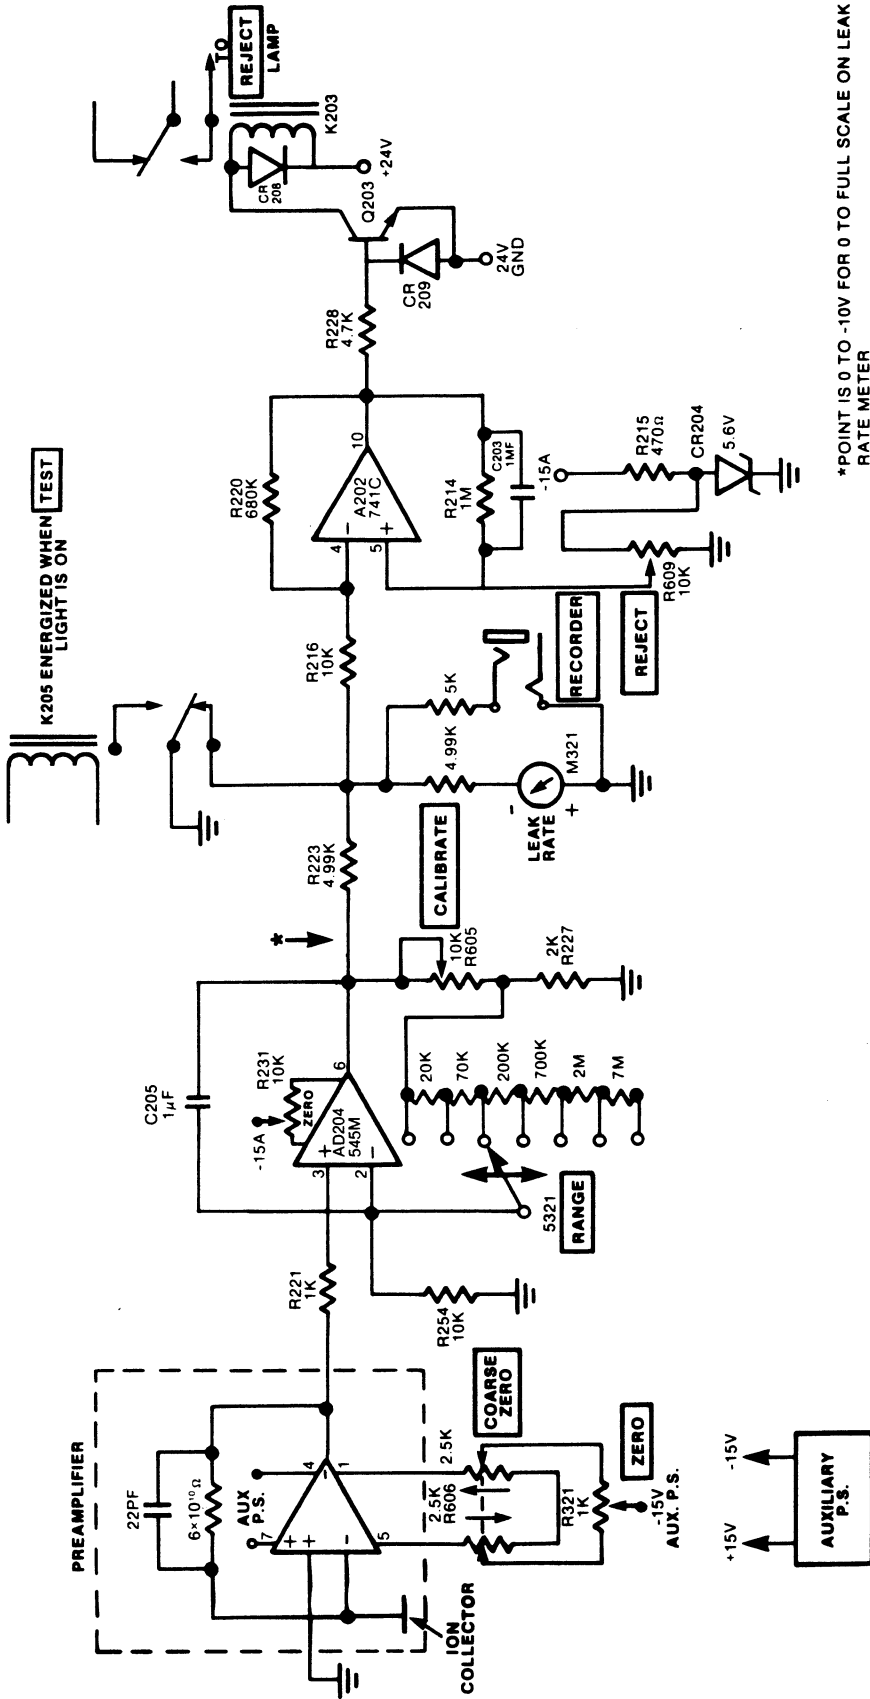 PREAMPLIFIER
22PF
6×10¹⁰ Ω
AUX
P.S.
7
4
1
5
+
+
-
-
ION
COLLECTOR
2.5K
2.5K
R606
COARSE
ZERO
R321
1K
ZERO
-15V
AUX. P.S.
+15V
-15V
AUXILIARY
P.S.
R221
1K
R254
10K
C205
1µF
-15A
R231
10K
ZERO
3
2
6
+
-
AD204
545M
5321
RANGE
20K
70K
200K
700K
2M
7M
*
10K
R605
CALIBRATE
2K
R227
R223
4.99K
K205 ENERGIZED WHEN TEST
LIGHT IS ON
4.99K
5K
LEAK
RATE
-
+
M321
RECORDER
R216
10K
R220
680K
4
5
10
-
+
A202
741C
R214
1M
C203
1MF
-15A
R215
470Ω
CR204
5.6V
R609
10K
REJECT
R228
4.7K
CR
209
24V
GND
Q203
CR
208
+24V
K203
TO
REJECT
LAMP
*POINT IS 0 TO -10V FOR 0 TO FULL SCALE ON LEAK
RATE METER